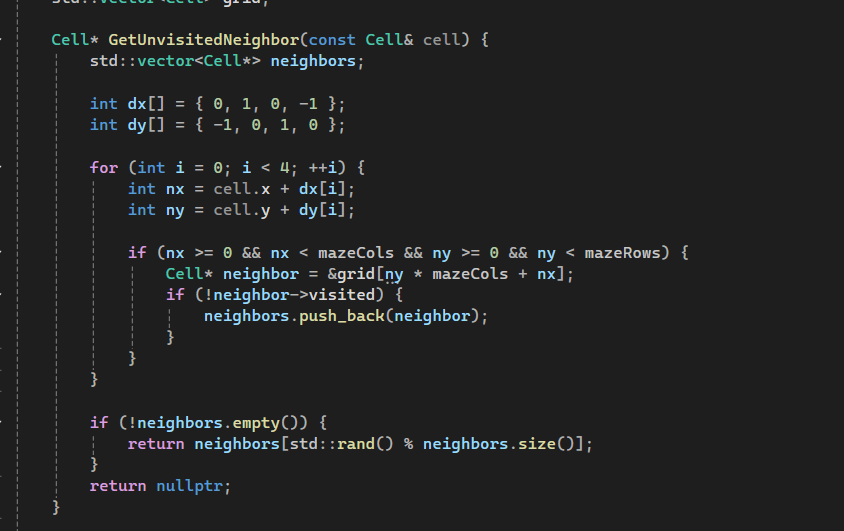 std::vector<Cell> grid;
Cell* GetUnvisitedNeighbor(const Cell& cell) {
std::vector<Cell*> neighbors;
int dx[] = { 0, 1, 0, -1 };
int dy[] = { -1, 0, 1, 0 };
for (int i = 0; i < 4; ++i) {
int nx = cell.x + dx[i];
int ny = cell.y + dy[i];
if (nx >= 0 && nx < mazeCols && ny >= 0 && ny < mazeRows) {
Cell* neighbor = &grid[ny * mazeCols + nx];
if (!neighbor->visited) {
neighbors.push_back(neighbor);
}
}
}
if (!neighbors.empty()) {
return neighbors[std::rand() % neighbors.size()];
}
return nullptr;
}